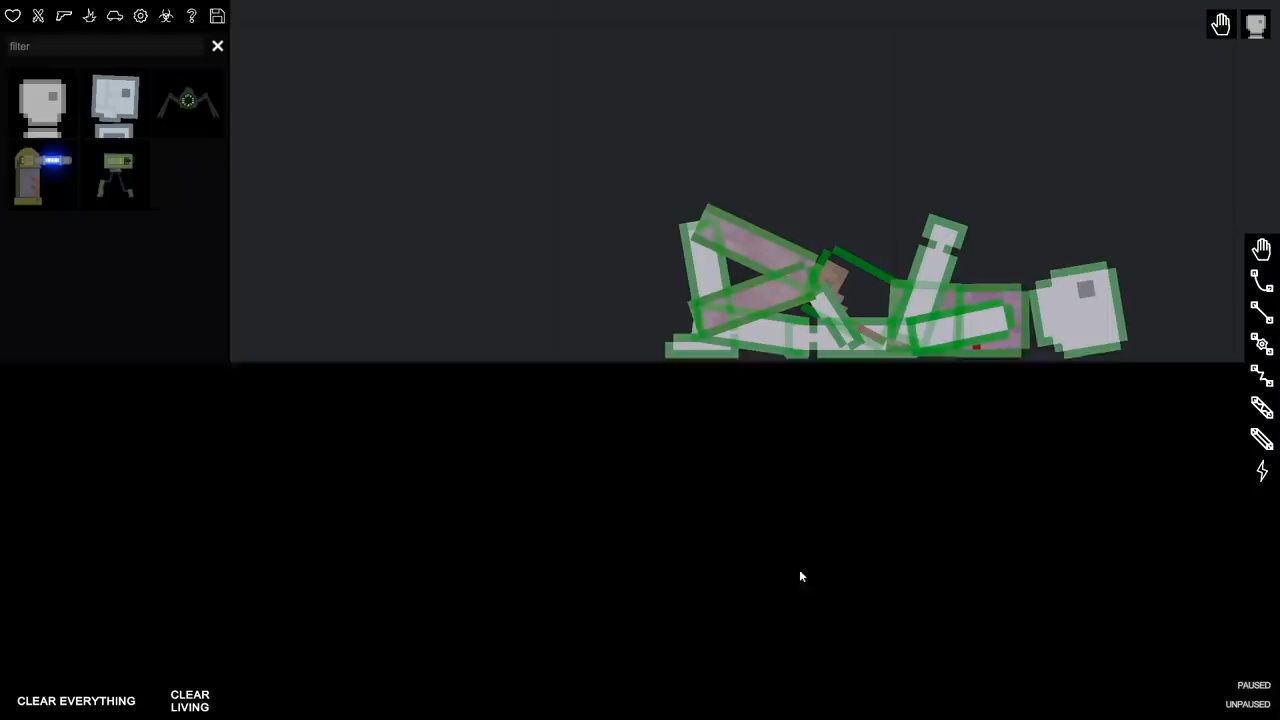 filter
CLEAR EVERYTHING
CLEAR
LIVING
PAUSED
UNPAUSED